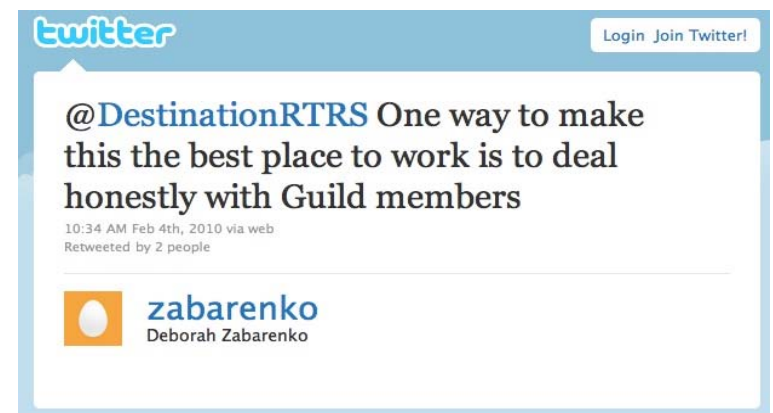 twitter
Login Join Twitter!
@DestinationRTRS One way to make
this the best place to work is to deal
honestly with Guild members
10:34 AM Feb 4th, 2010 via web
Retweeted by 2 people
zabarenko
Deborah Zabarenko